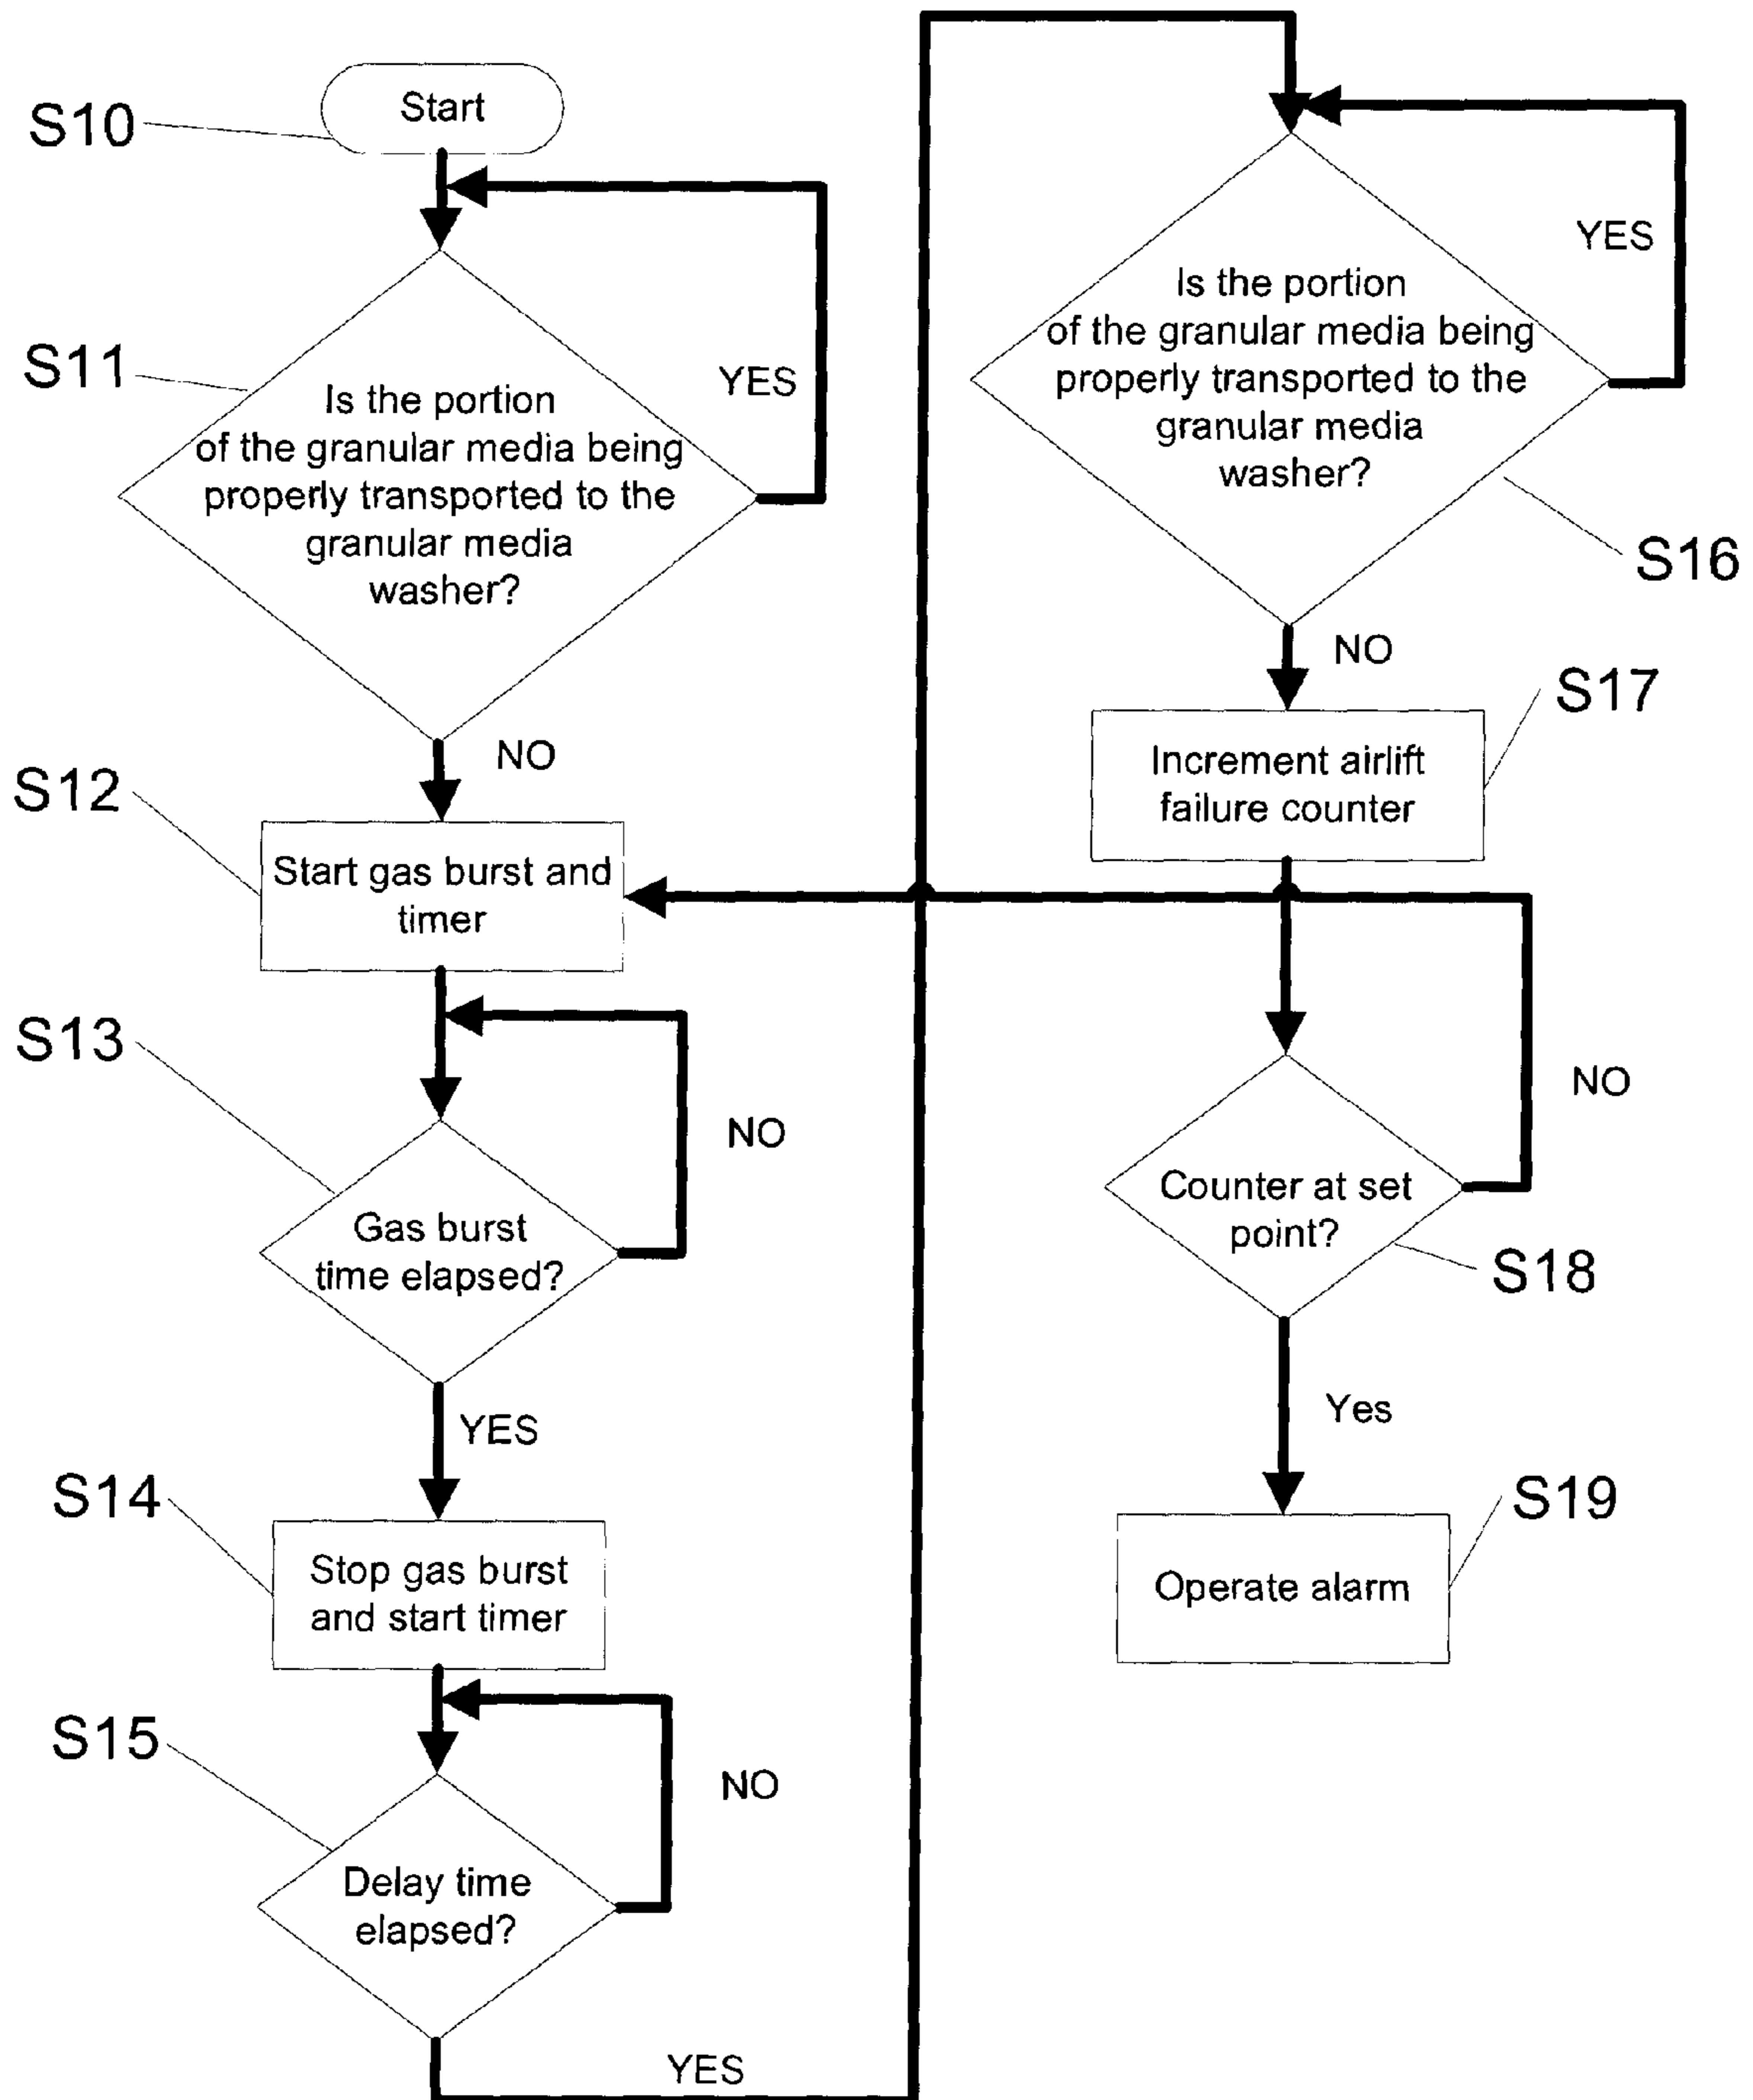 S10
Start
S11
Is the portion
of the granular media being
properly transported to the
granular media
washer?
YES
NO
S12
Start gas burst and
timer
S13
Gas burst
time elapsed?
NO
YES
S14
Stop gas burst
and start timer
S15
Delay time
elapsed?
NO
YES
Is the portion
of the granular media being
properly transported to the
granular media
washer?
YES
S16
NO
S17
Increment airlift
failure counter
Counter at set
point?
NO
S18
Yes
S19
Operate alarm